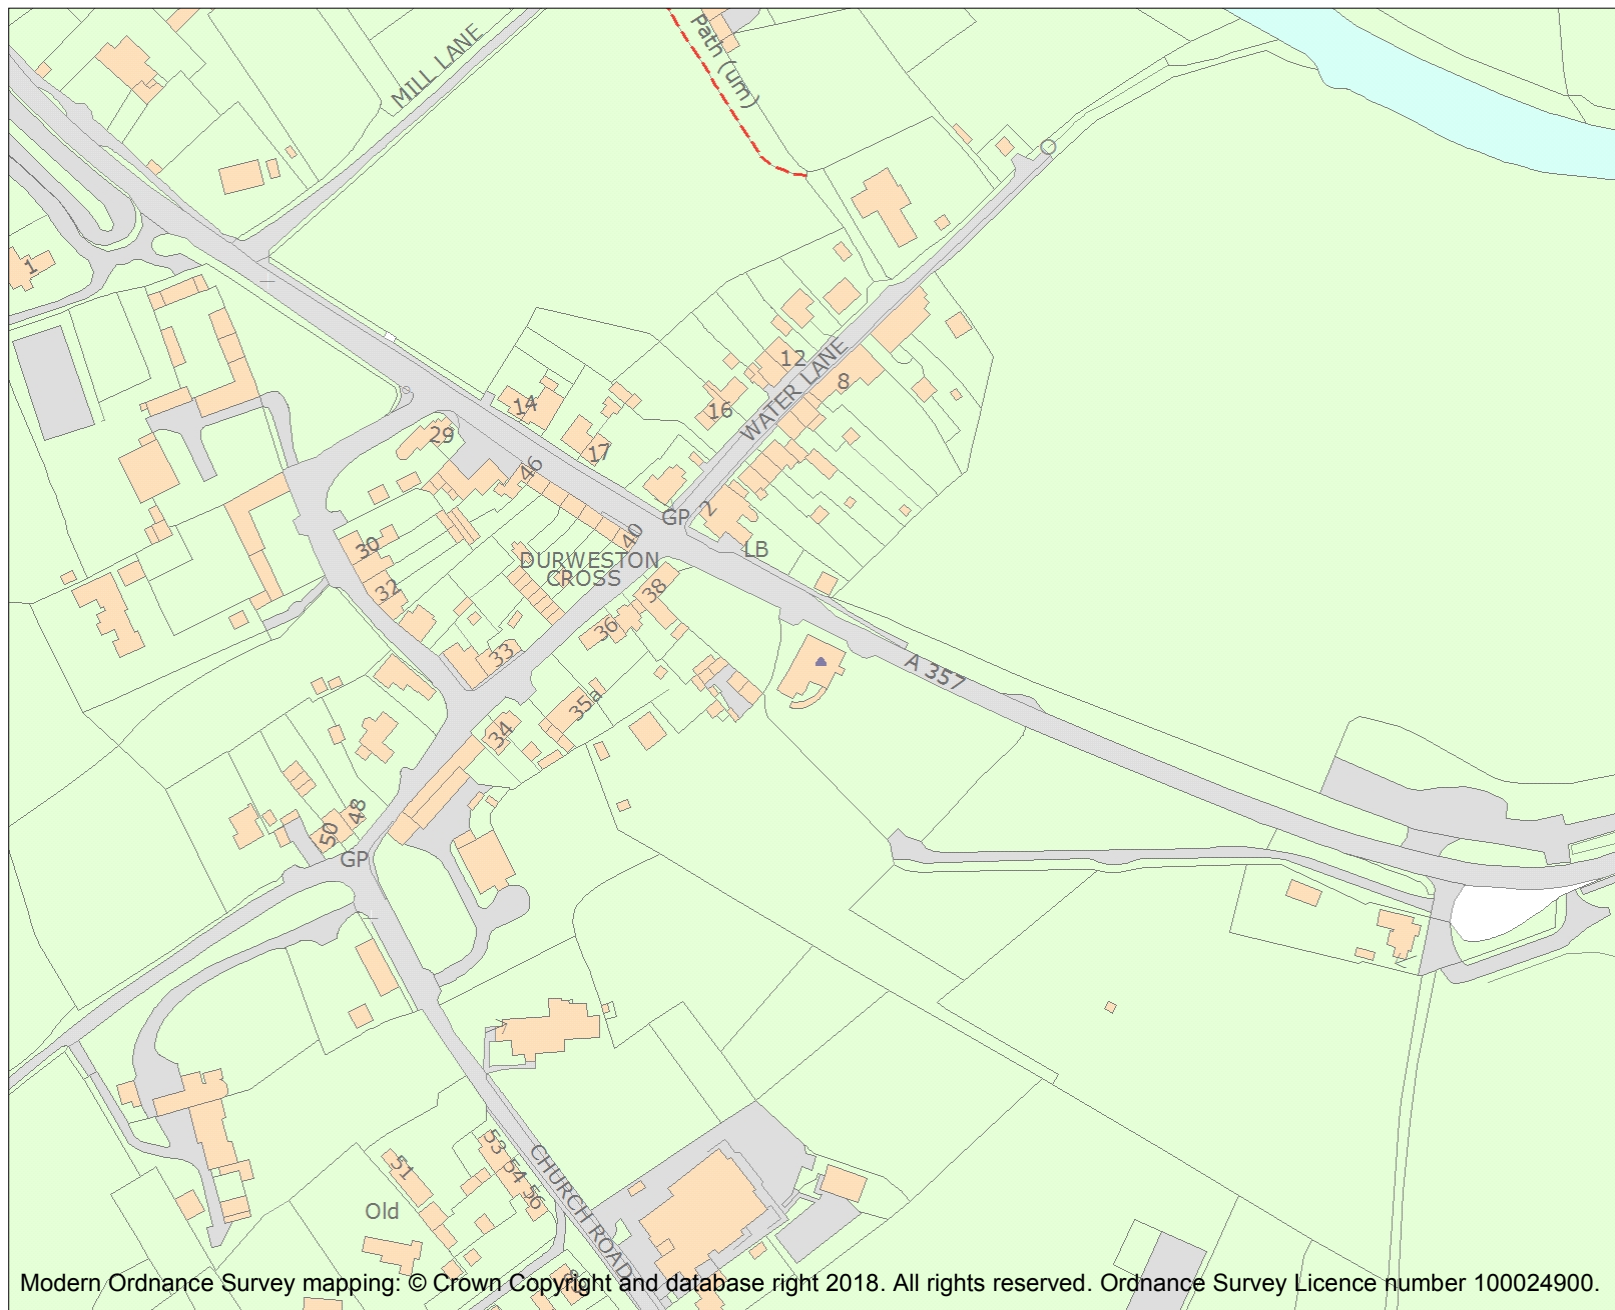 MILL LANE
Path (um)
1
14
12
WATER LANE
8
29
16
17
46
GP
2
40
LB
DURWESTON
CROSS
30
32
38
36
33
A 357
35a
34
48
50
GP
53
54
56
51
CHURCH ROAD
Old
Modern Ordnance Survey mapping: © Crown Copyright and database right 2018. All rights reserved. Ordnance Survey Licence number 100024900.